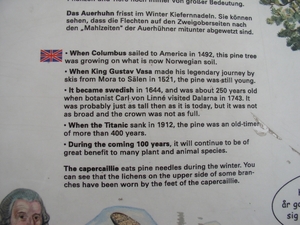 Das Auerhuhn frisst im Winter Kiefernnadeln. Sie können
sehen, dass die Flechten auf den Zweigoberseiten nach
den „Mahlzeiten" der Auerhühner mitunter abgewetzt sind.
• When Columbus sailed to America in 1492, this pine tree
was growing on what is now Norwegian soil.
• When King Gustav Vasa made his legendary journey by
skis from Mora to Sälen in 1521, the pine was still young.
• It became swedish in 1644, and was about 250 years old
when botanist Carl von Linné visited Dalarna in 1743. It
was probably just as tall then as it is today, but it was not
as broad and the crown was not as full.
• When the Titanic sank in 1912, the pine was an old-timer
of more than 400 years.
• During the coming 100 years, it will continue to be of
great benefit to many plant and animal species.
The capercaillie eats pine needles during the winter. You
can see that the lichens on the upper side of some bran-
ches have been worn by the feet of the capercaillie.
år go
sig